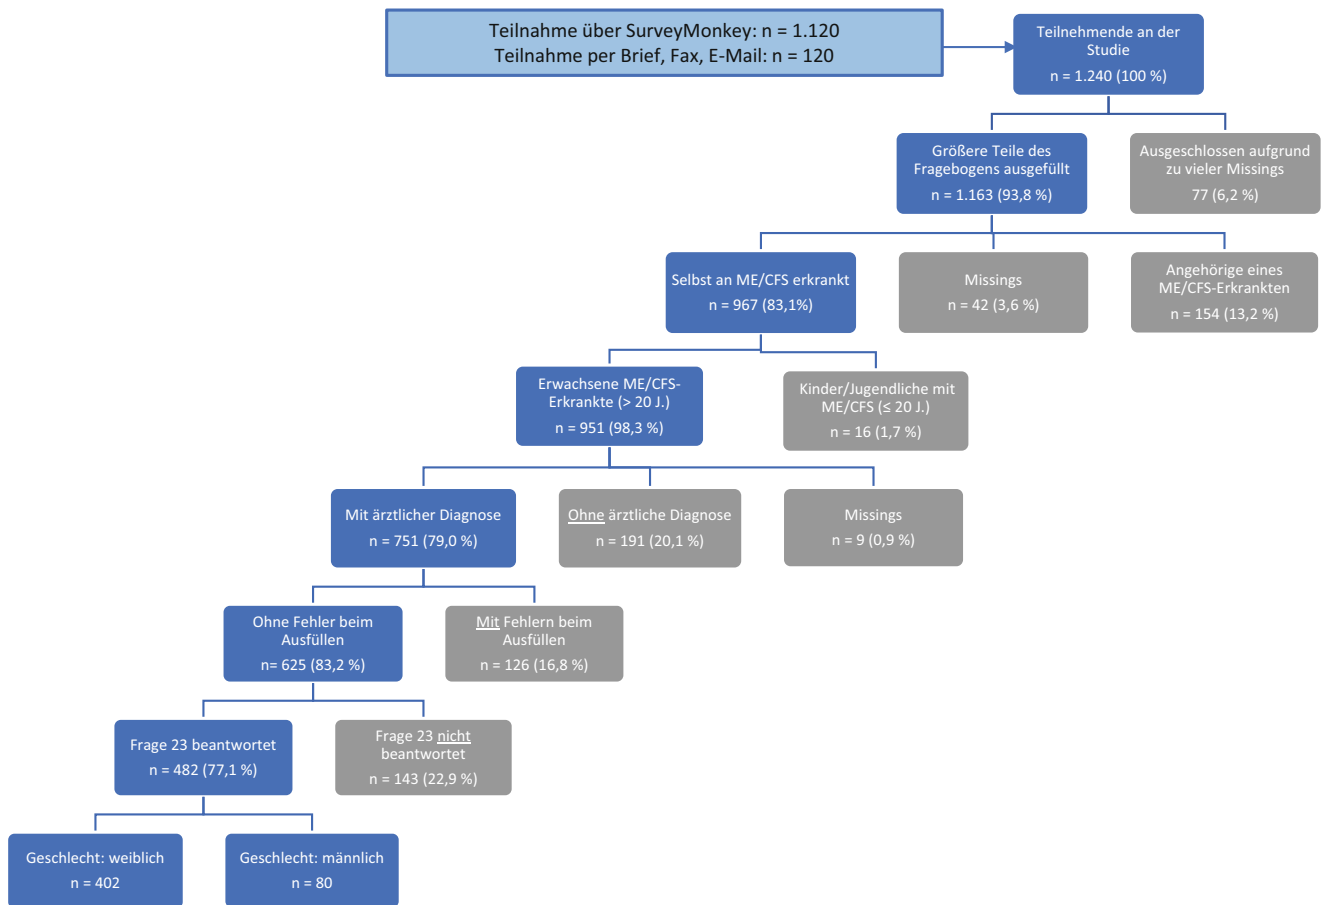 Teilnahme über SurveyMonkey: n = 1.120
Teilnahme per Brief, Fax, E-Mail: n = 120
Teilnehmende an der
Studie
n = 1.240 (100 %)
Größere Teile des
Fragebogens ausgefüllt
n = 1.163 (93,8 %)
Ausgeschlossen aufgrund
zu vieler Missings
77 (6,2 %)
Selbst an ME/CFS erkrankt
n = 967 (83,1%)
Missings
n = 42 (3,6 %)
Angehörige eines
ME/CFS-Erkrankten
n = 154 (13,2 %)
Erwachsene ME/CFS-
Erkrankte (> 20 J.)
n = 951 (98,3 %)
Kinder/Jugendliche mit
ME/CFS (≤ 20 J.)
n = 16 (1,7 %)
Mit ärztlicher Diagnose
n = 751 (79,0 %)
Ohne ärztliche Diagnose
n = 191 (20,1 %)
Missings
n = 9 (0,9 %)
Ohne Fehler beim
Ausfüllen
n= 625 (83,2 %)
Mit Fehlern beim
Ausfüllen
n = 126 (16,8 %)
Frage 23 beantwortet
n = 482 (77,1 %)
Frage 23 nicht
beantwortet
n = 143 (22,9 %)
Geschlecht: weiblich
n = 402
Geschlecht: männlich
n = 80